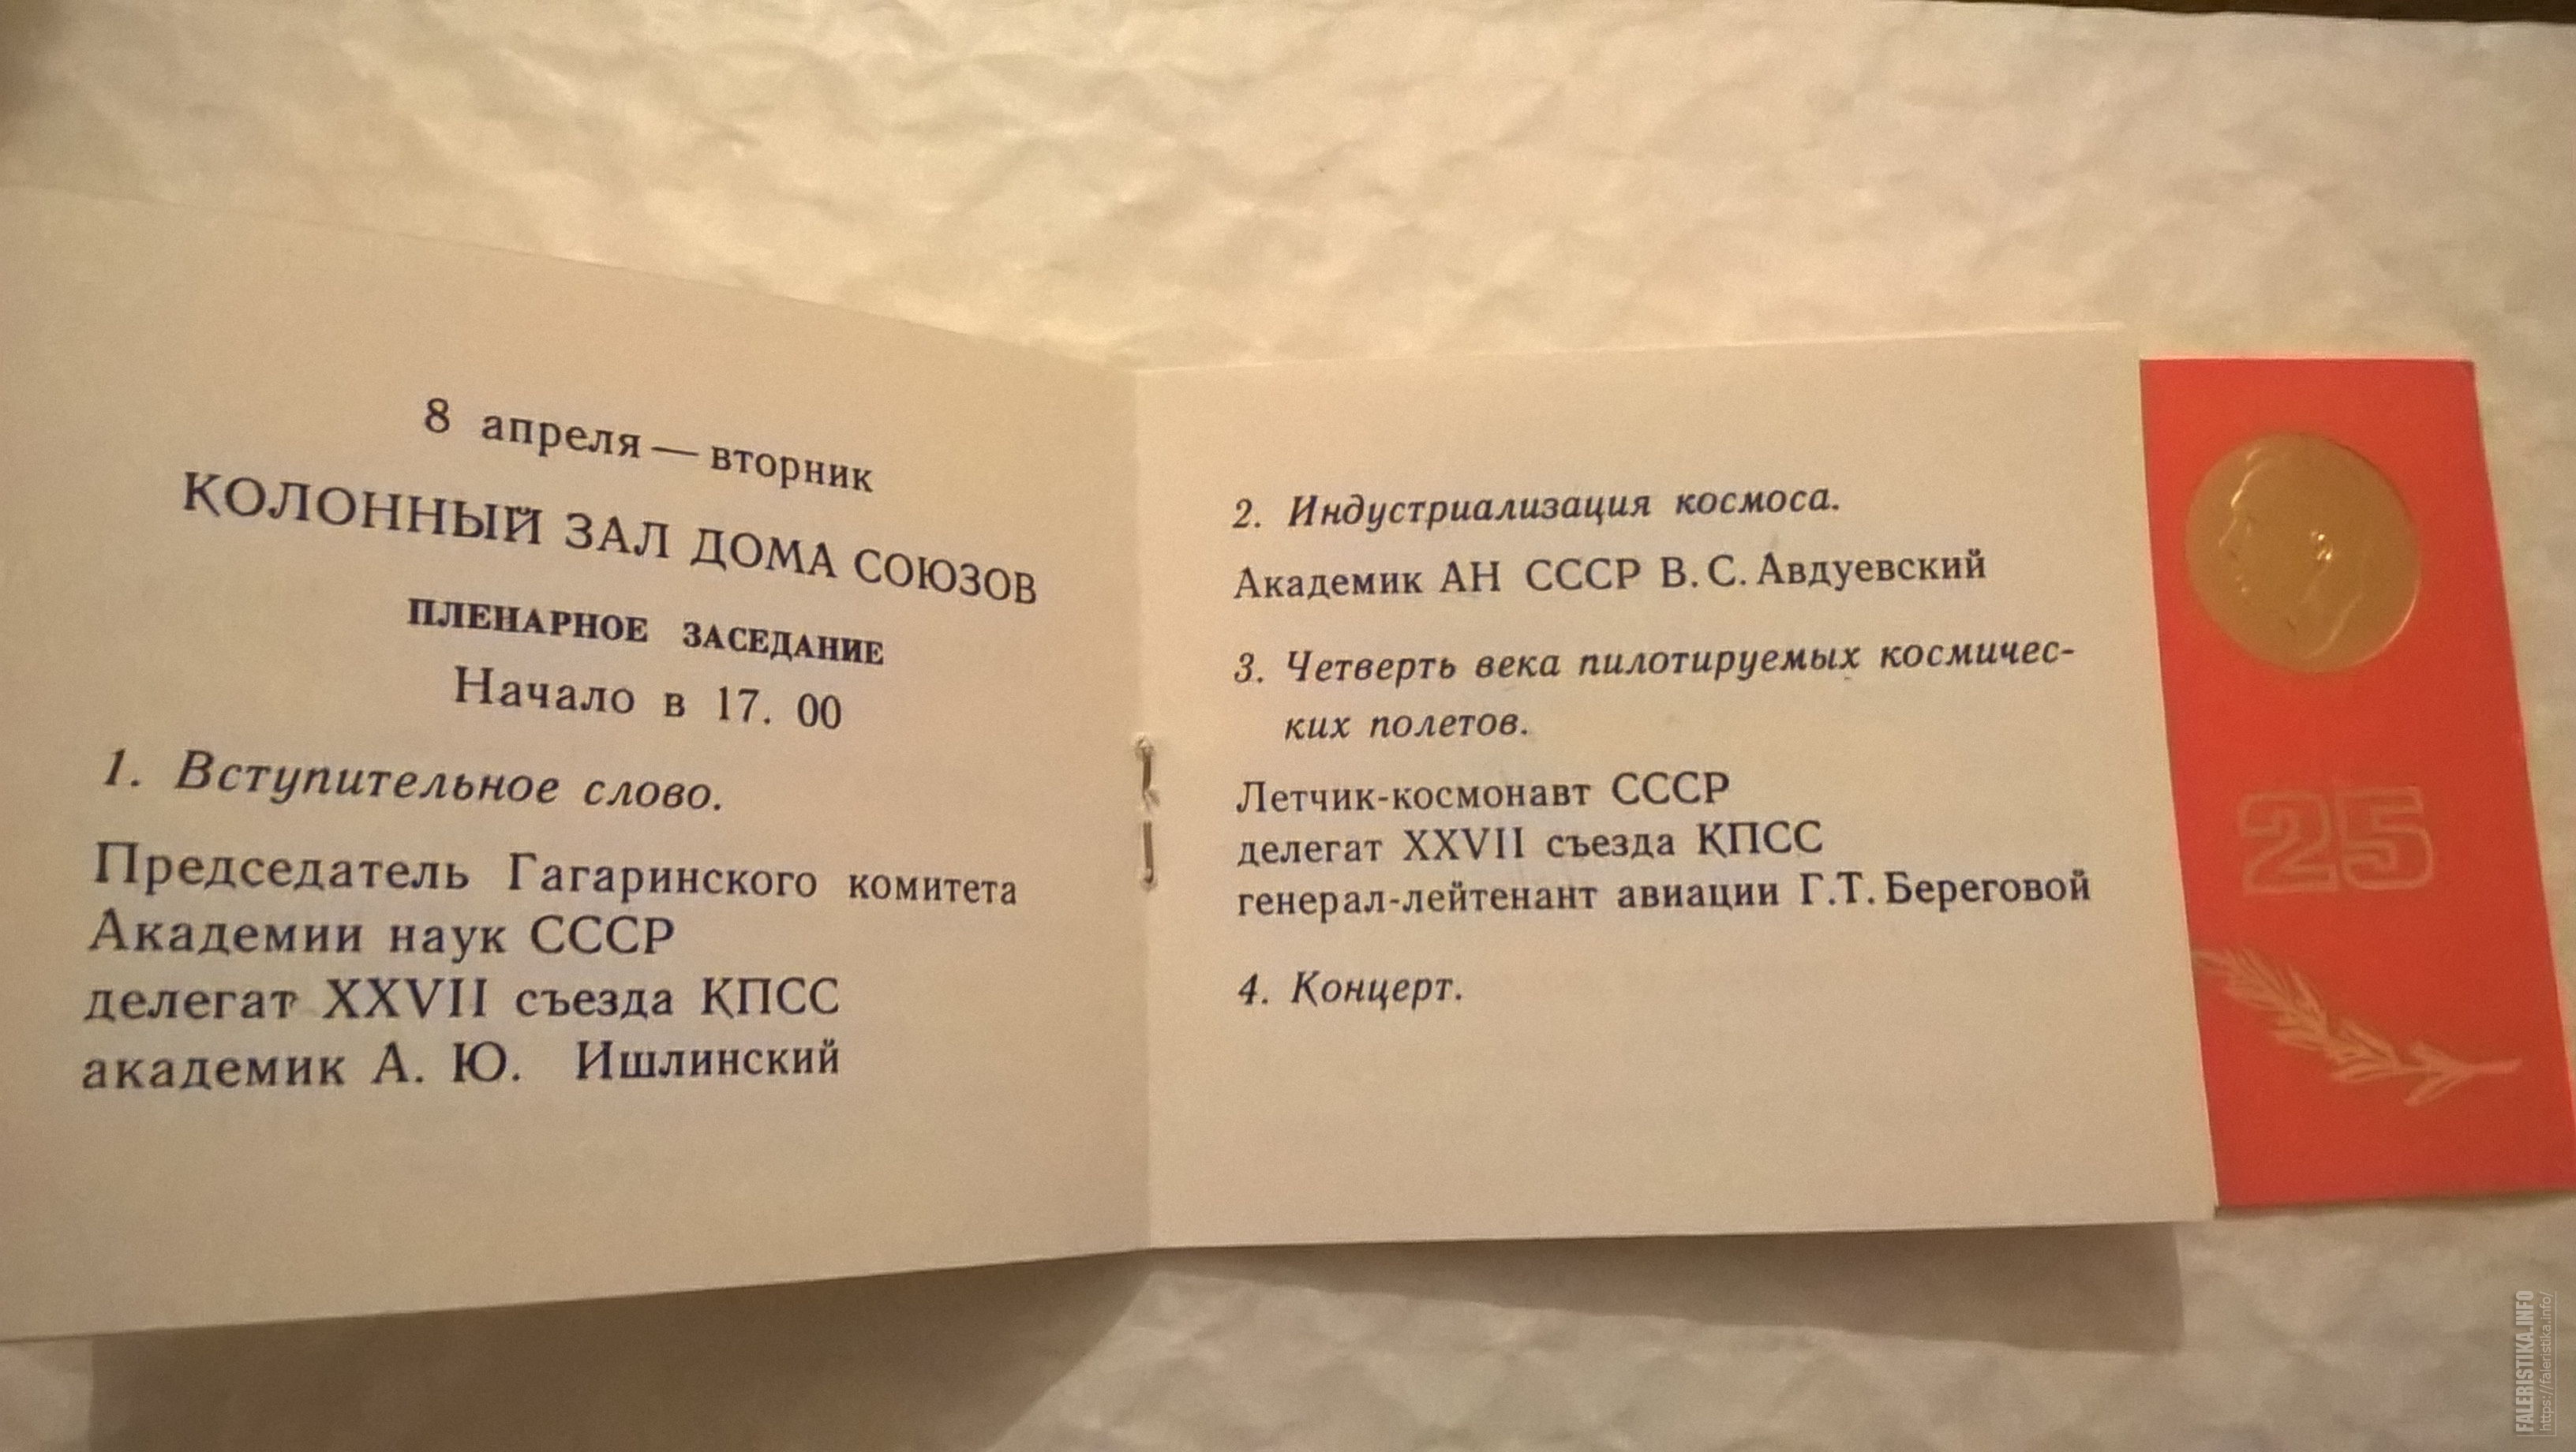 8 апреля — вторник
КОЛОННЫЙ ЗАЛ ДОМА СОЮЗОВ
ПЛЕНАРНОЕ ЗАСЕДАНИЕ
Начало в 17. 00
1. Вступительное слово.
Председатель Гагаринского комитета
Академии наук СССР
делегат XXVII съезда КПСС
академик А. Ю. Ишлинский
2. Индустриализация космоса.
Академик АН СССР В. С. Авдуевский
3. Четверть века пилотируемых космичес-
ких полетов.
Летчик-космонавт СССР
делегат XXVII съезда КПСС
генерал-лейтенант авиации Г.Т. Береговой
4. Концерт.
25
FALERISTIKA.INFO
https://faleristika.info/